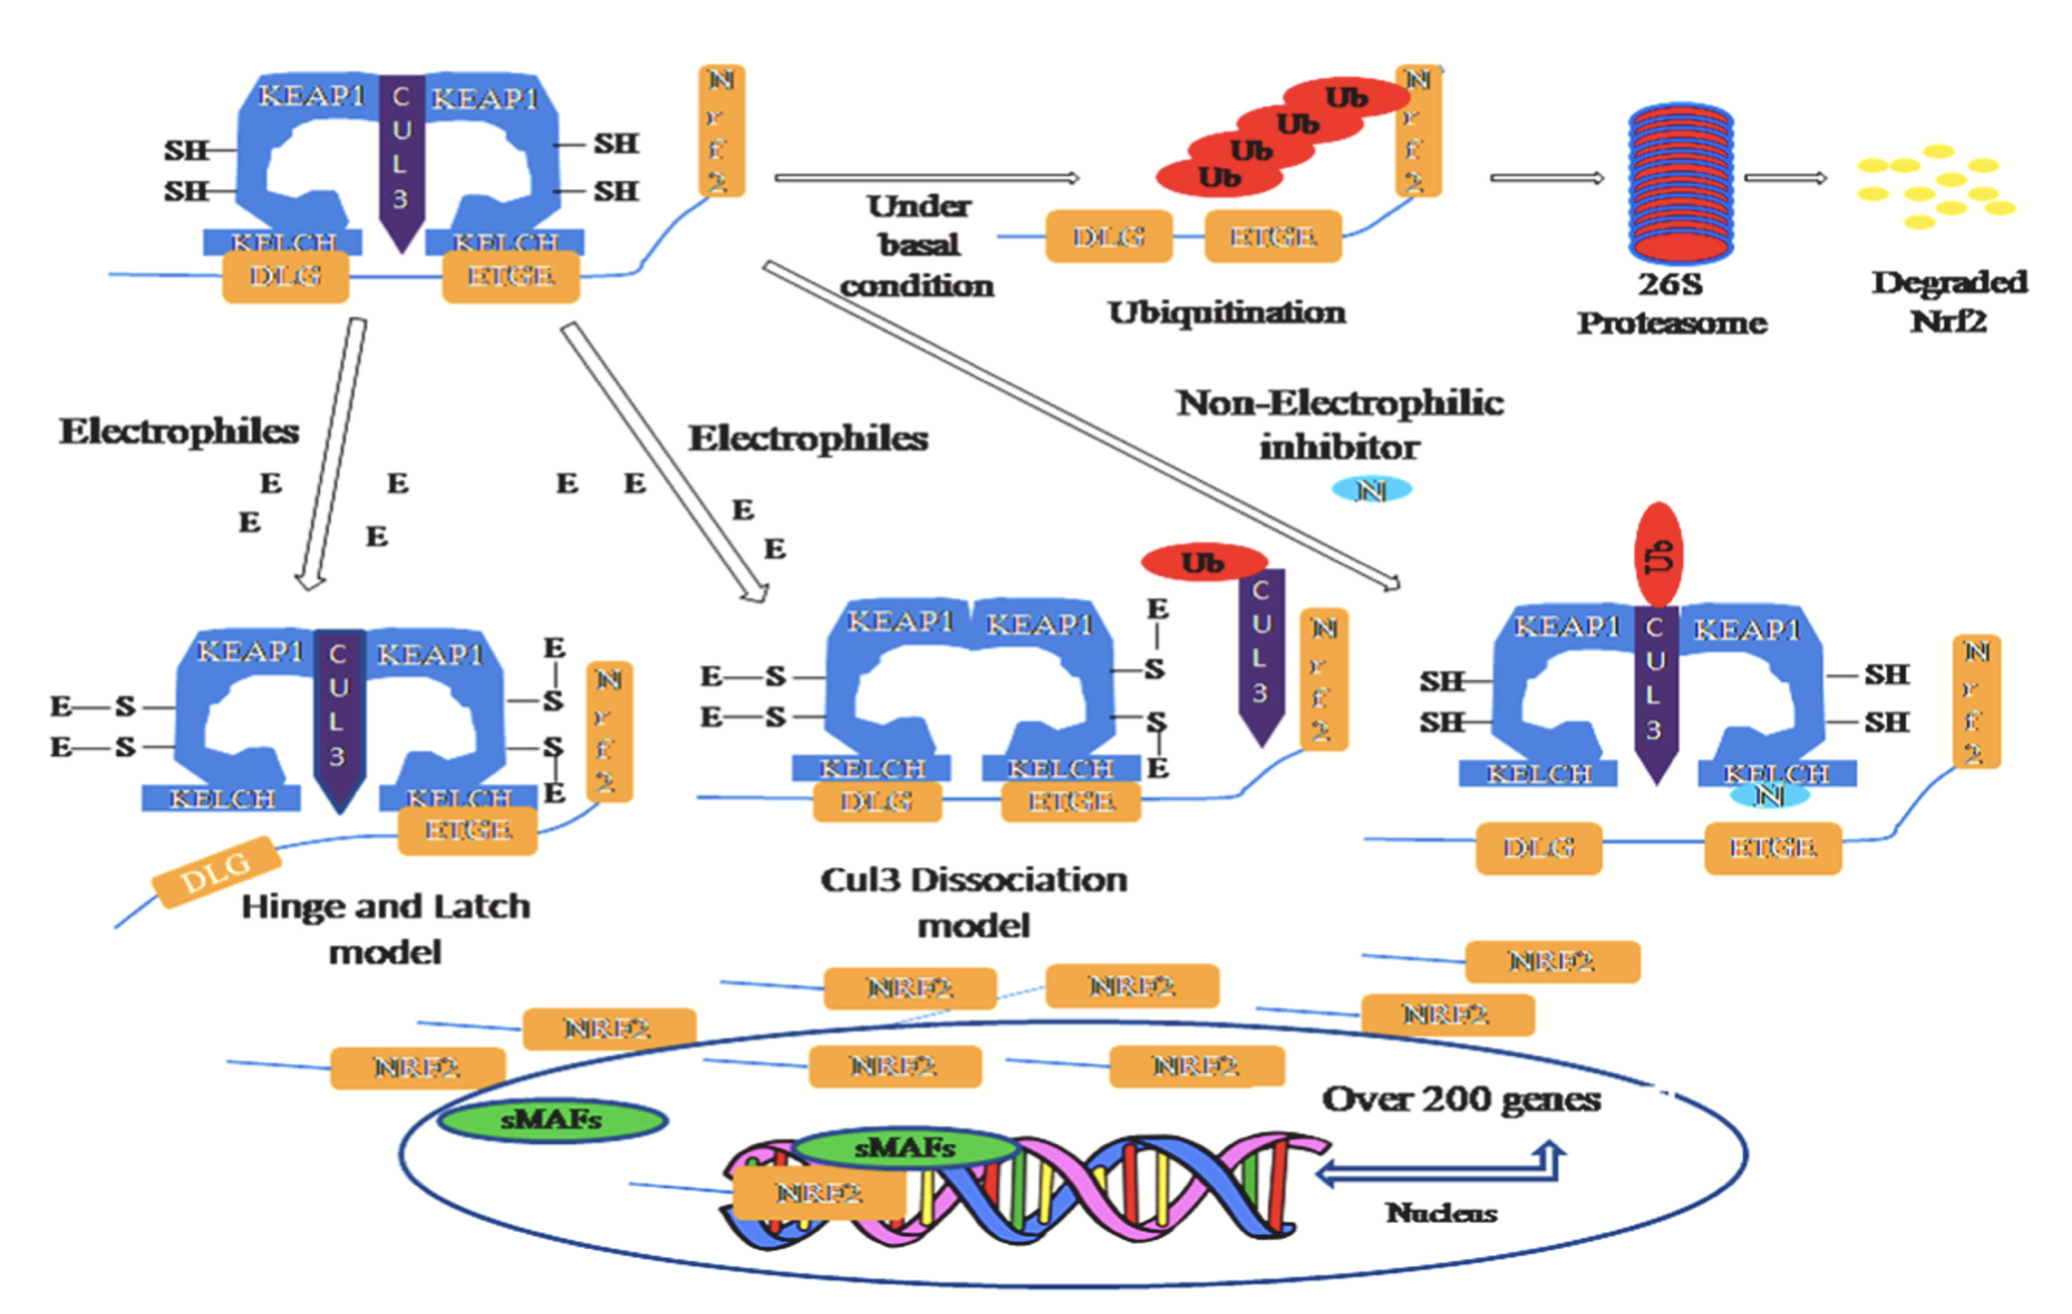 KEAP1
CUL3
KEAP1
SH
SH
SH
SH
KELCH
KELCH
DLG
ETGE
Nrf2
Under
basal
condition
Ub
Ub
Ub
Ub
Nrf2
DLG
ETGE
Ubiquitination
26S
Proteasome
Degraded
Nrf2
Electrophiles
E
E
E
E
Electrophiles
E
E
E
E
Non-Electrophilic
inhibitor
N
KEAP1
CUL3
KEAP1
E S
E S
E
S
S
E
KELCH
KELCH
DLG
ETGE
Nrf2
Hinge and Latch
model
KEAP1
KEAP1
E S
E S
E
S
S
E
KELCH
KELCH
DLG
ETGE
Ub
CUL3
Nrf2
Cul3 Dissociation
model
Ub
KEAP1
CUL3
KEAP1
SH
SH
SH
SH
KELCH
KELCH
N
DLG
ETGE
Nrf2
NRF2
NRF2
NRF2
NRF2
NRF2
NRF2
NRF2
NRF2
sMAFs
sMAFs
NRF2
Over 200 genes
Nucleus